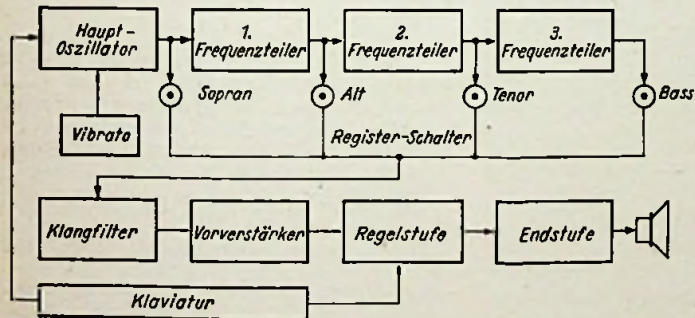 Haupt-
Oszillator
1.
Frequenzteiler
2.
Frequenzteiler
3.
Frequenzteiler
Sopran
Alt
Tenor
Bass
Vibrato
Register-Schalter
Klangfilter
Vorverstärker
Regelstufe
Endstufe
Klaviatur